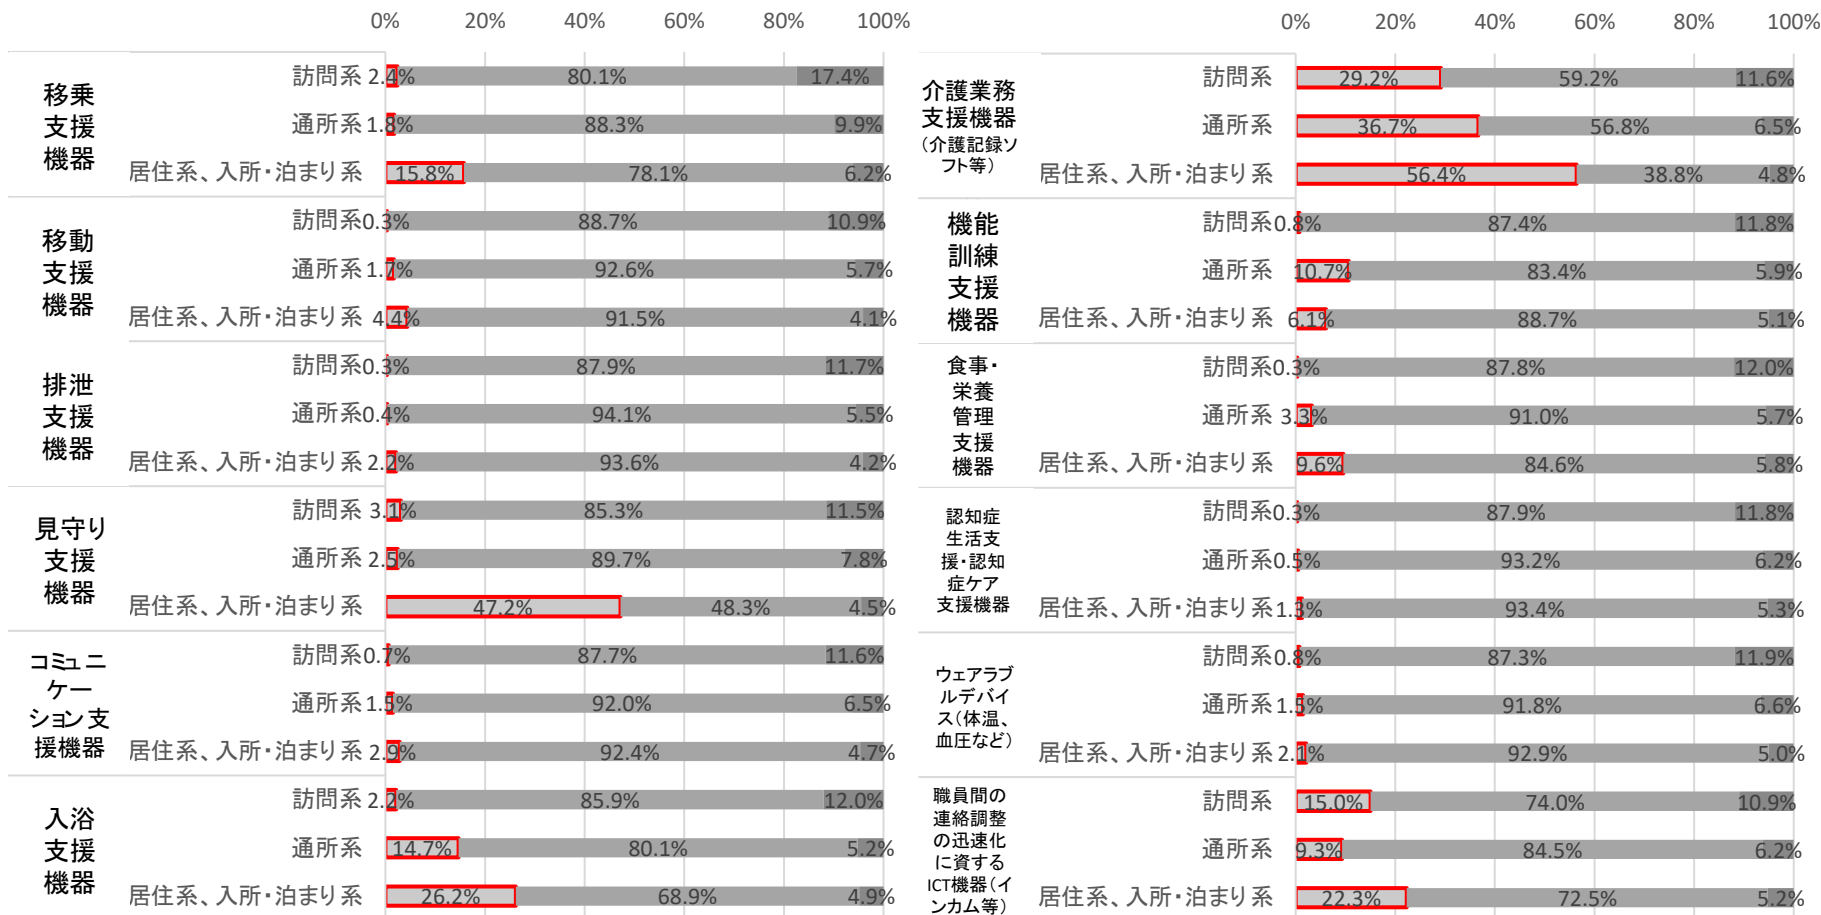 0% 20% 40% 60% 80% 100%
移乗
支援
機器
訪問系 2.4% 80.1% 17.4%
通所系 1.8% 88.3% 9.9%
居住系、入所・泊まり系 15.8% 78.1% 6.2%
移動
支援
機器
訪問系 0.3% 88.7% 10.9%
通所系 1.7% 92.6% 5.7%
居住系、入所・泊まり系 4.4% 91.5% 4.1%
排泄
支援
機器
訪問系 0.3% 87.9% 11.7%
通所系 0.4% 94.1% 5.5%
居住系、入所・泊まり系 2.2% 93.6% 4.2%
見守り
支援
機器
訪問系 3.1% 85.3% 11.5%
通所系 2.5% 89.7% 7.8%
居住系、入所・泊まり系 47.2% 48.3% 4.5%
コミュニ
ケー
ション支
援機器
訪問系 0.7% 87.7% 11.6%
通所系 1.5% 92.0% 6.5%
居住系、入所・泊まり系 2.9% 92.4% 4.7%
入浴
支援
機器
訪問系 2.2% 85.9% 12.0%
通所系 14.7% 80.1% 5.2%
居住系、入所・泊まり系 26.2% 68.9% 4.9%
0% 20% 40% 60% 80% 100%
介護業務
支援機器
(介護記録ソ
フト等)
訪問系 29.2% 59.2% 11.6%
通所系 36.7% 56.8% 6.5%
居住系、入所・泊まり系 56.4% 38.8% 4.8%
機能
訓練
支援
機器
訪問系 0.8% 87.4% 11.8%
通所系 10.7% 83.4% 5.9%
居住系、入所・泊まり系 6.1% 88.7% 5.1%
食事・
栄養
管理
支援
機器
訪問系 0.3% 87.8% 12.0%
通所系 3.3% 91.0% 5.7%
居住系、入所・泊まり系 9.6% 84.6% 5.8%
認知症
生活支
援・認知
症ケア
支援機器
訪問系 0.3% 87.9% 11.8%
通所系 0.5% 93.2% 6.2%
居住系、入所・泊まり系 1.3% 93.4% 5.3%
ウェアラブ
ルデバイ
ス(体温、
血圧など)
訪問系 0.8% 87.3% 11.9%
通所系 1.5% 91.8% 6.6%
居住系、入所・泊まり系 2.1% 92.9% 5.0%
職員間の
連絡調整
の迅速化
に資する
ICT機器(イ
ンカム等)
訪問系 15.0% 74.0% 10.9%
通所系 9.3% 84.5% 6.2%
居住系、入所・泊まり系 22.3% 72.5% 5.2%